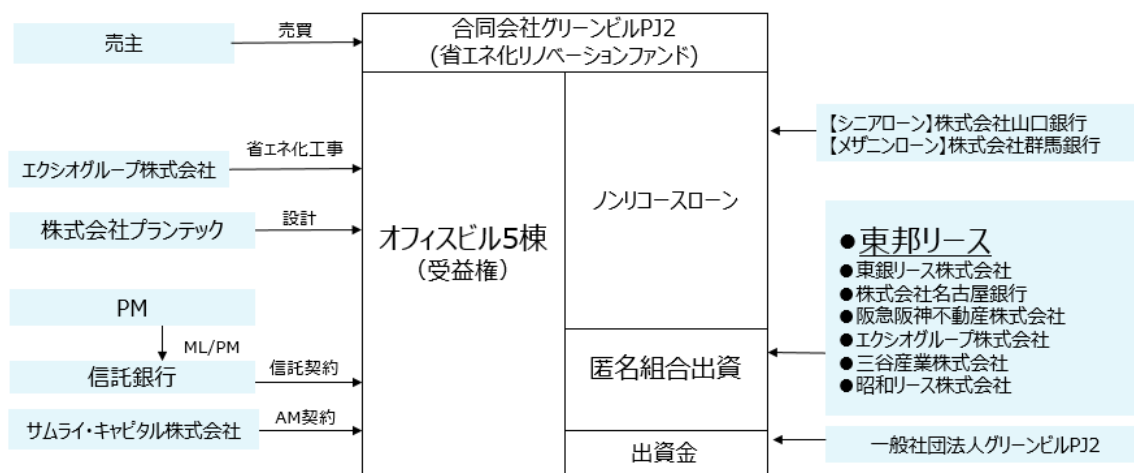 合同会社グリーンビルPJ2
(省エネ化リノベーションファンド)
売主
売買
エクシオグループ株式会社
省エネ化工事
株式会社プランテック
設計
PM
ML/PM
信託銀行
信託契約
サムライ・キャピタル株式会社
AM契約
オフィスビル5棟
（受益権）
ノンリコースローン
匿名組合出資
出資金
【シニアローン】株式会社山口銀行
【メザニンローン】株式会社群馬銀行
●東邦リース
●東銀リース株式会社
●株式会社名古屋銀行
●阪急阪神不動産株式会社
●エクシオグループ株式会社
●三谷産業株式会社
●昭和リース株式会社
一般社団法人グリーンビルPJ2